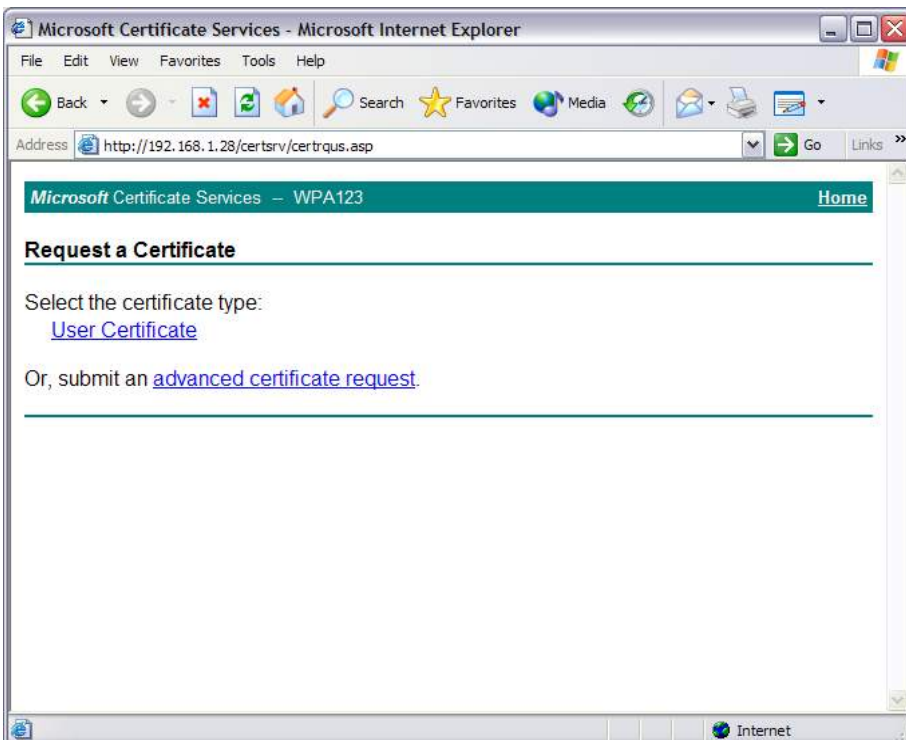 Microsoft Certificate Services - Microsoft Internet Explorer
File Edit View Favorites Tools Help
Back Search Favorites Media
Address http://192.168.1.28/certsrv/certrqus.asp Go Links »
Microsoft Certificate Services -- WPA123 Home
Request a Certificate
Select the certificate type:
User Certificate
Or, submit an advanced certificate request.
Internet